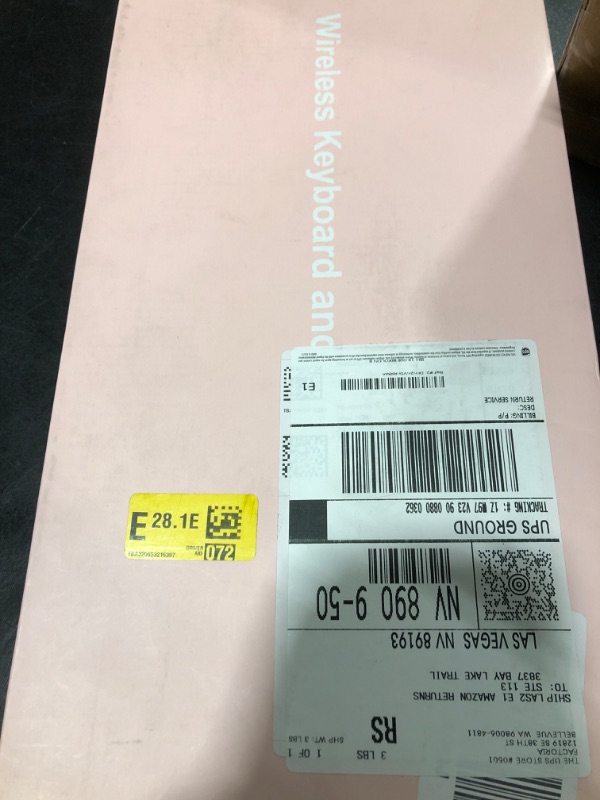 Wireless Keyboard and
E 28.1E
072
THE UPS STORE #0501
FACTORIA
12819 SE 38TH ST
BELLEVUE WA 98006-4811
3 LBS
1 OF 1
SHP WT: 3 LBS
RS
SHIP LAS2 E1 AMAZON RETURNS
TO: STE 113
3837 BAY LAKE TRAIL
LAS VEGAS NV 89193
NV 890 9-50
UPS GROUND
TRACKING #: 1Z M97 V23 90 0880 0362
BILLING: P/P
DESC:
RETURN SERVICE
E1